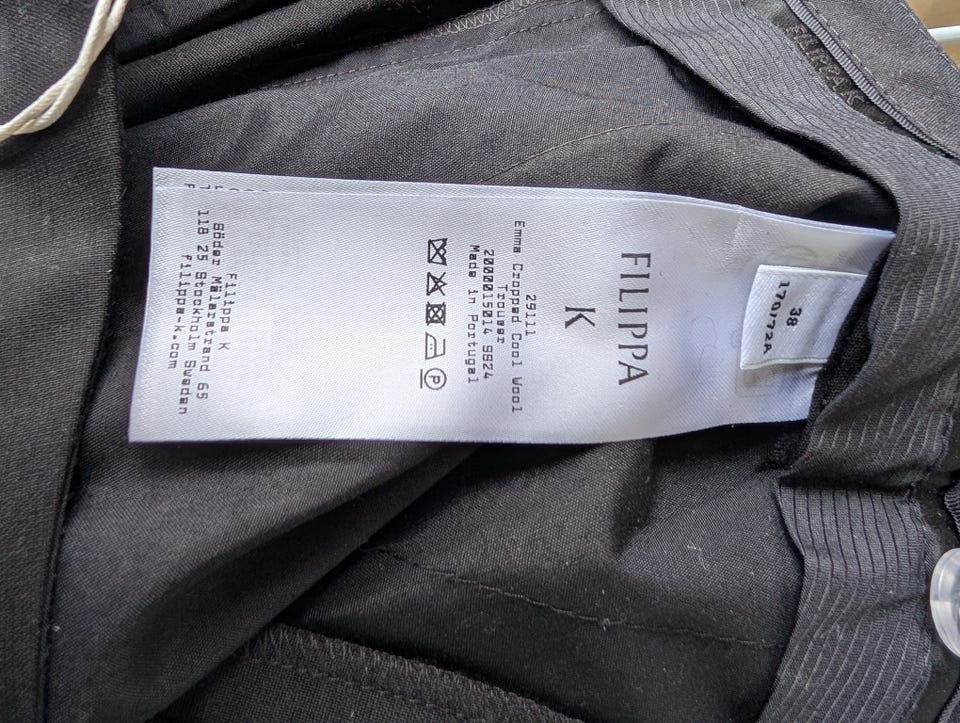 38
170/72A
FILIPPA
K
29111
Emma Cropped Cool Wool
Trouser
2000015014 SS24
Made in Portugal
P
Filippa K
Söder Mälarstrand 65
118 25 Stockholm Sweden
filippa-k.com